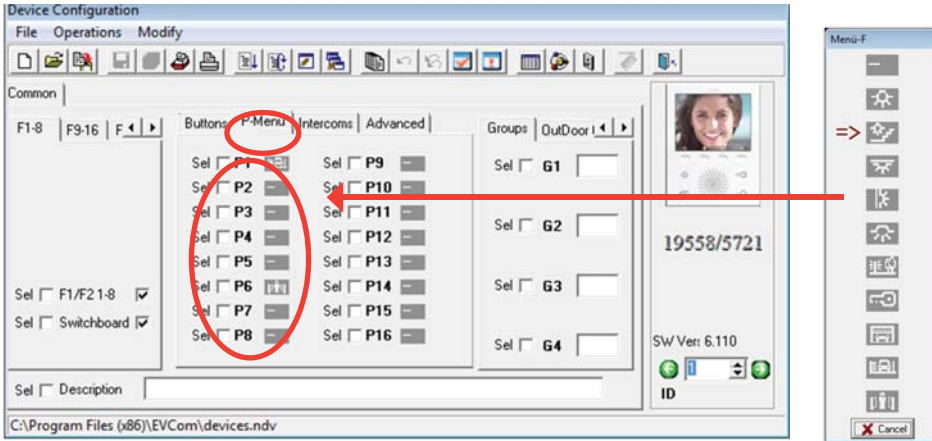 Device Configuration
File Operations Modify
Common
F1-8 F9-16 F
Sel F1/F2 1-8
Sel Switchboard
Buttons P-Menu Intercoms Advanced
Sel P1 Sel P9
Sel P2 Sel P10
Sel P3 Sel P11
Sel P4 Sel P12
Sel P5 Sel P13
Sel P6 Sel P14
Sel P7 Sel P15
Sel P8 Sel P16
Groups OutDoor
Sel G1
Sel G2
Sel G3
Sel G4
19558/5721
SW Ver: 6.110
1
ID
Sel Description
C:\Program Files (x86)\EVCom\devices.ndv
Menù-F
=>
Cancel